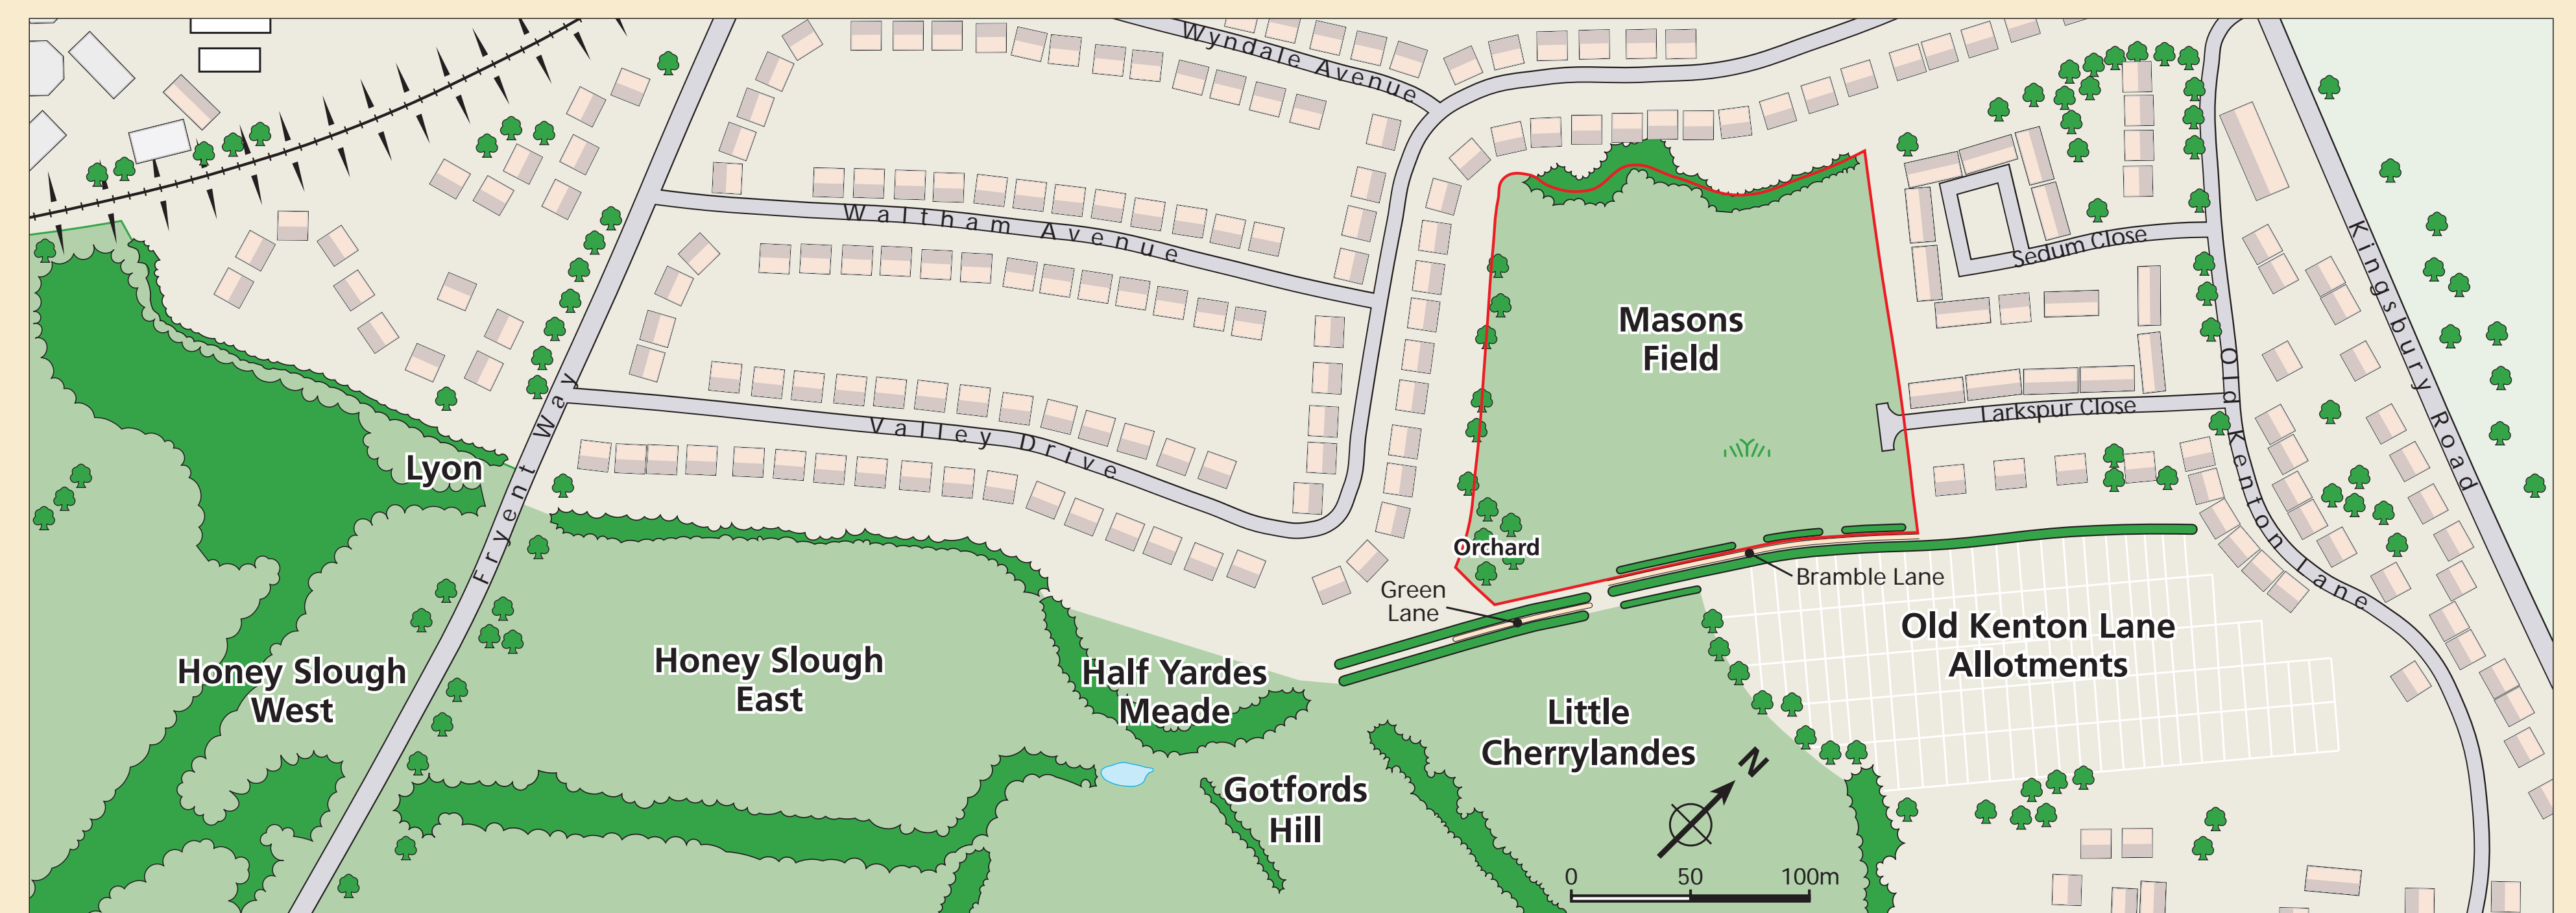 Wyndale Avenue
Waltham Avenue
Kingsbury Road
Sedum Close
Masons
Field
Old Kenton Lane
Larkspur Close
Valley Drive
Fryent Way
Lyon
Orchard
Green
Lane
Bramble Lane
Old Kenton Lane
Allotments
Honey Slough
West
Honey Slough
East
Half Yardes
Meade
Little
Cherrylandes
N
Gotfords
Hill
0 50 100m